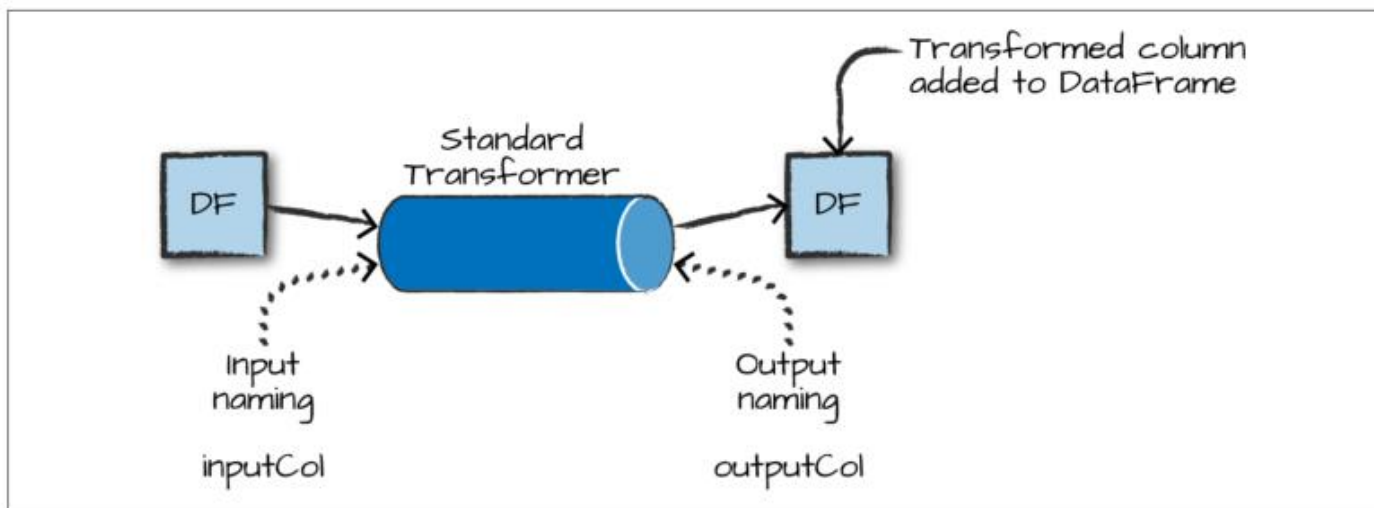 Transformed column
added to DataFrame
Standard
Transformer
DF
DF
Input
naming
inputCol
Output
naming
outputCol